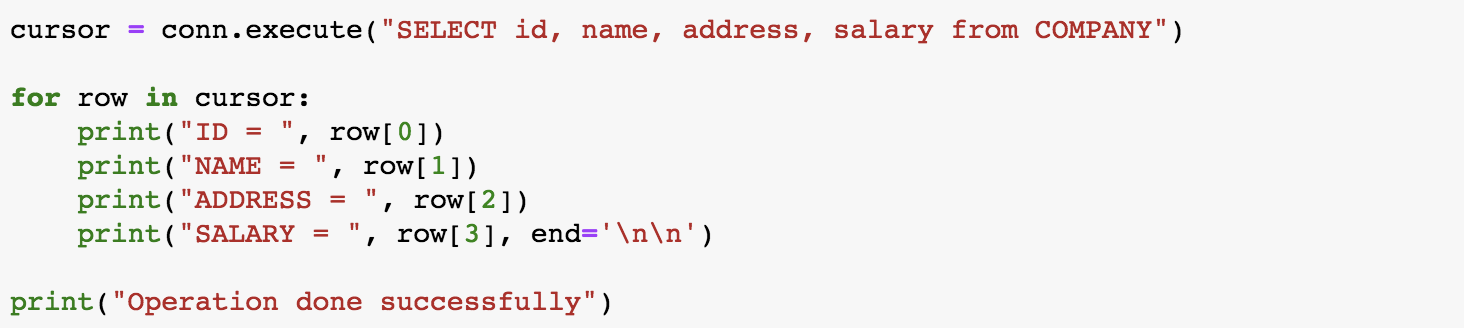 cursor = conn.execute("SELECT id, name, address, salary from COMPANY")
for row in cursor:
    print("ID = ", row[0])
    print("NAME = ", row[1])
    print("ADDRESS = ", row[2])
    print("SALARY = ", row[3], end='\n\n')
print("Operation done successfully")